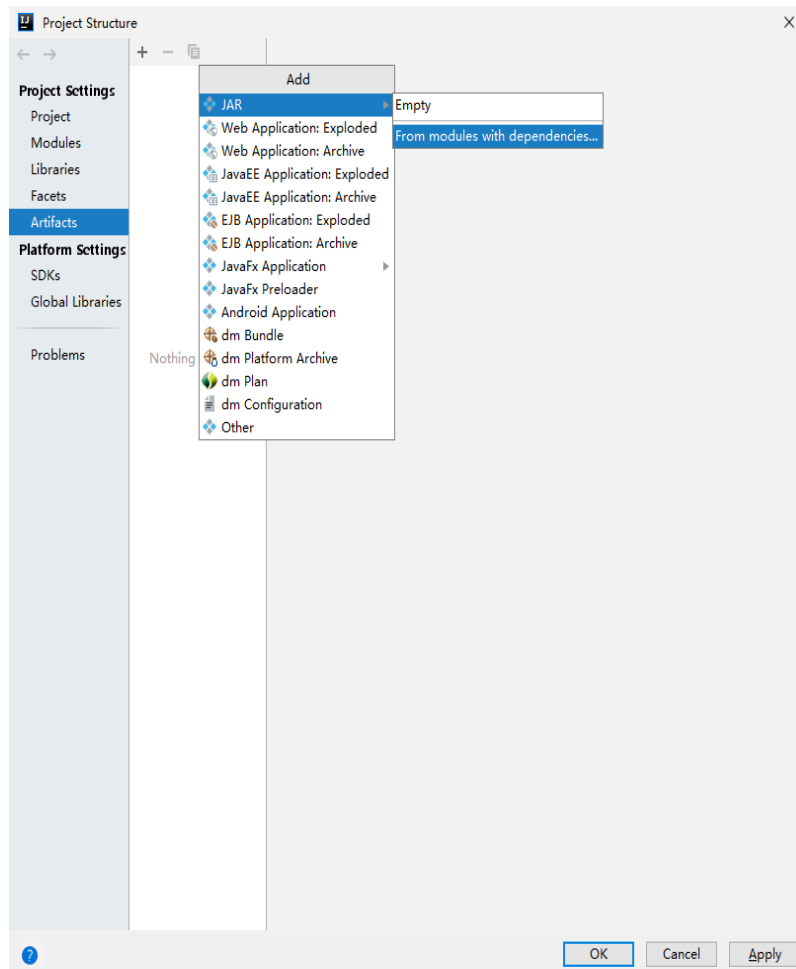 Project Structure
Project Settings
Project
Modules
Libraries
Facets
Artifacts
Platform Settings
SDKs
Global Libraries
Problems
Nothing
Add
JAR
Web Application: Exploded
Web Application: Archive
JavaEE Application: Exploded
JavaEE Application: Archive
EJB Application: Exploded
EJB Application: Archive
JavaFx Application
JavaFx Preloader
Android Application
dm Bundle
dm Platform Archive
dm Plan
dm Configuration
Other
Empty
From modules with dependencies...
?
OK Cancel Apply